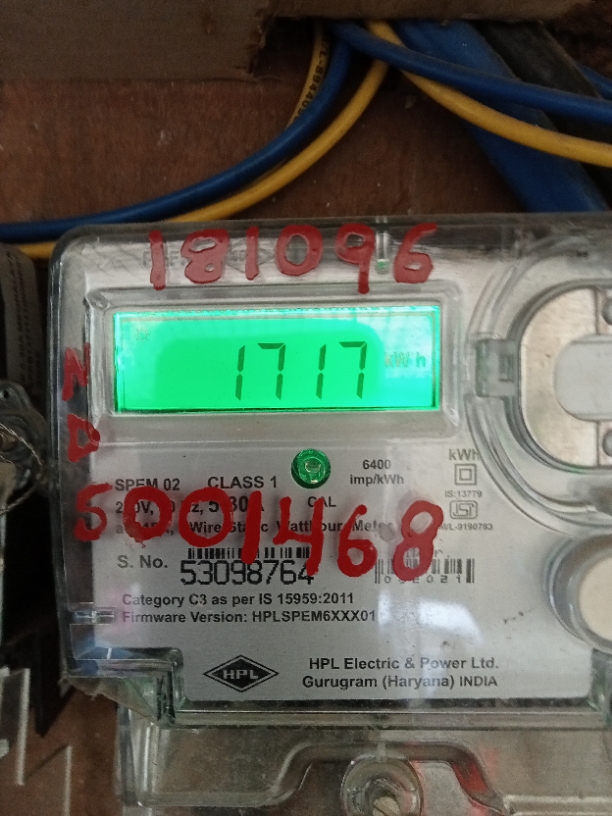 181096
1717 kWh
N
D
5001468
6400
imp/kWh
kWh
SPEM 02 CLASS 1
CAL
IS:13779
S. No. 53098764
Category C3 as per IS 15959:2011
Firmware Version: HPLSPEM6XXX01
HPL
HPL Electric & Power Ltd.
Gurugram (Haryana) INDIA